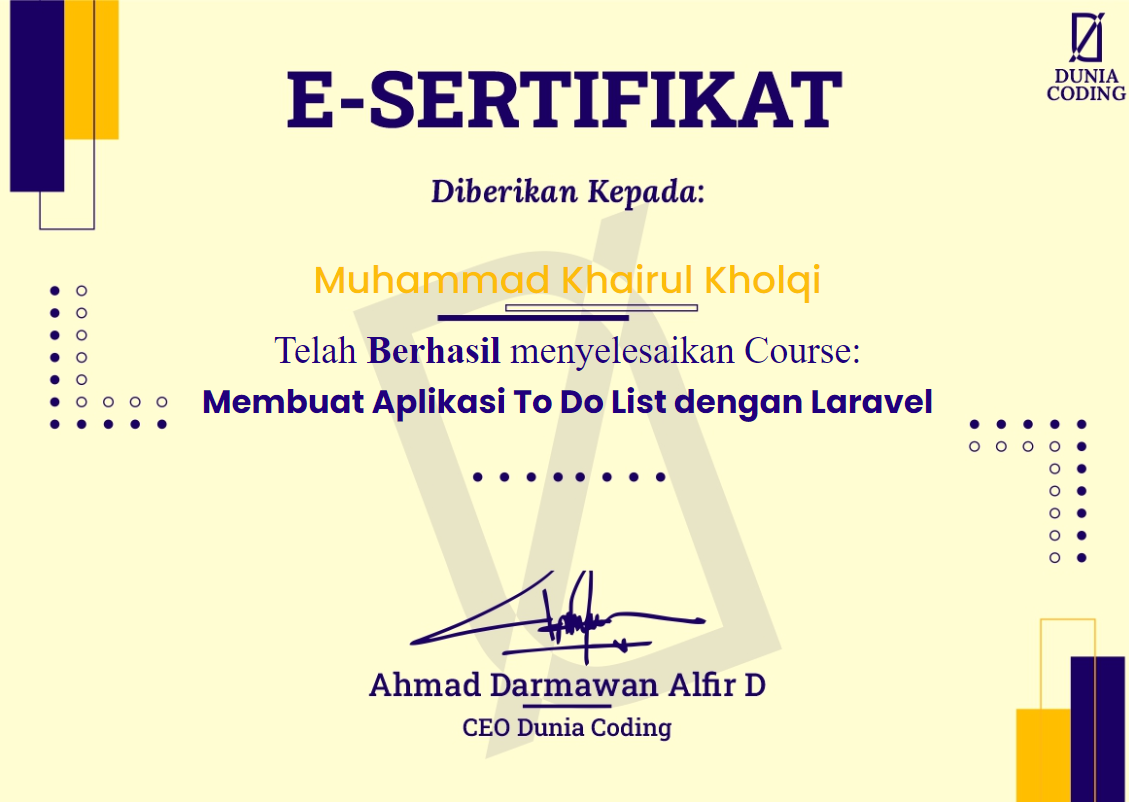 DUNIA
CODING
E-SERTIFIKAT
Diberikan Kepada:
Muhammad Khairul Kholqi
Telah Berhasil menyelesaikan Course:
Membuat Aplikasi To Do List dengan Laravel
Ahmad Darmawan Alfir D
CEO Dunia Coding